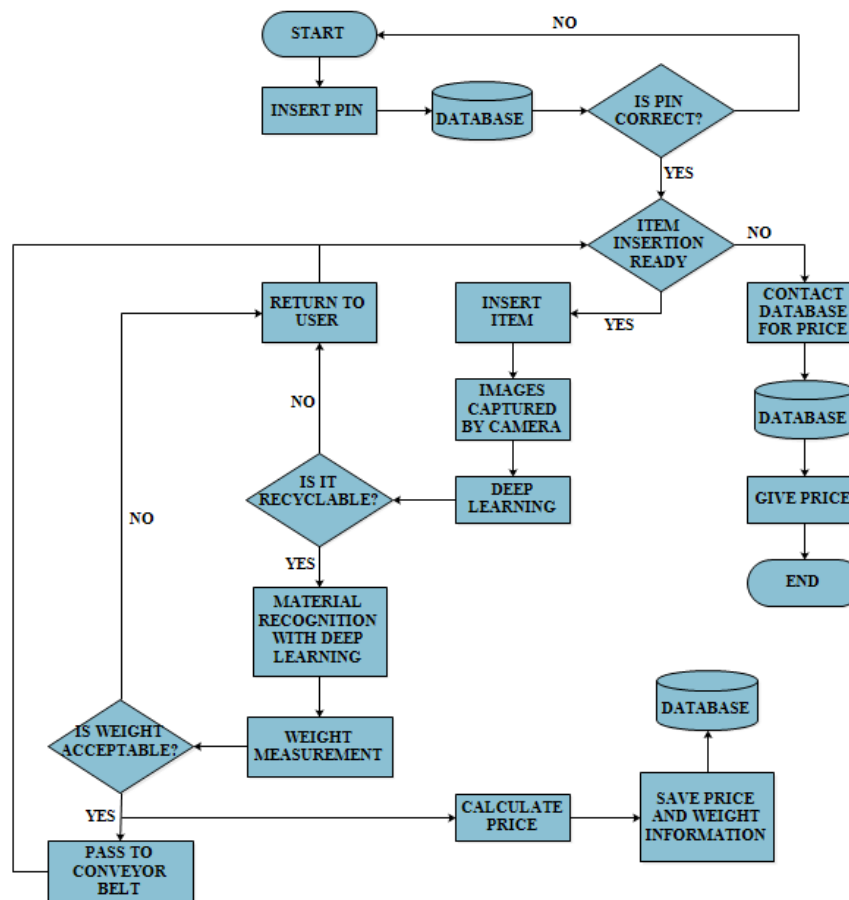 START
NO
INSERT PIN
DATABASE
IS PIN
CORRECT?
YES
ITEM
INSERTION
READY
NO
RETURN TO
USER
INSERT
ITEM
YES
CONTACT
DATABASE
FOR PRICE
IMAGES
CAPTURED
BY CAMERA
DATABASE
NO
IS IT
RECYCLABLE?
DEEP
LEARNING
GIVE PRICE
NO
YES
END
MATERIAL
RECOGNITION
WITH DEEP
LEARNING
DATABASE
IS WEIGHT
ACCEPTABLE?
WEIGHT
MEASUREMENT
YES
CALCULATE
PRICE
SAVE PRICE
AND WEIGHT
INFORMATION
PASS TO
CONVEYOR
BELT